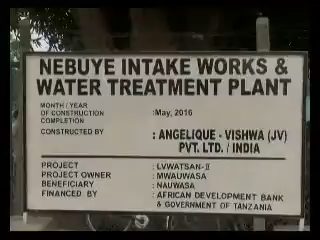 NEBUYE INTAKE WORKS &
WATER TREATMENT PLANT
MONTH / YEAR
OF CONSTRUCTION :May, 2016
COMPLETION
CONSTRUCTED BY : ANGELIQUE - VISHWA (JV)
PVT. LTD. / INDIA
PROJECT : LVWATSAN-II
PROJECT OWNER : MWAUWASA
BENEFICIARY : NAUWASA
FINANCED BY : AFRICAN DEVELOPMENT BANK
& GOVERNMENT OF TANZANIA